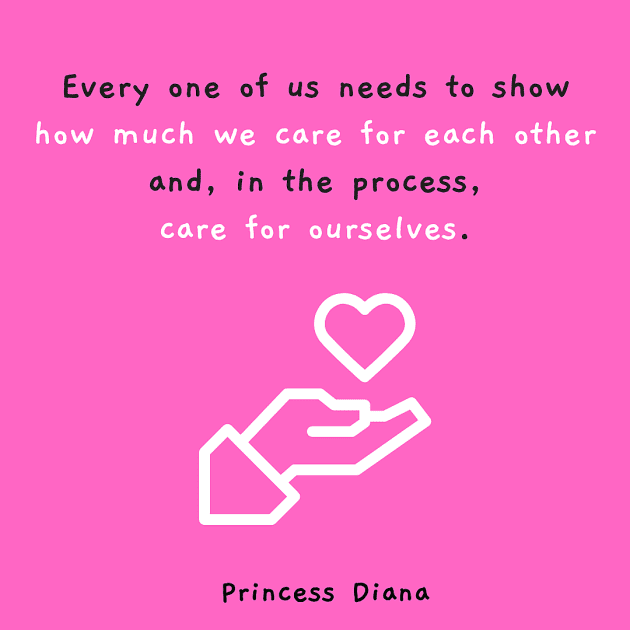 Every one of us needs to show
how much we care for each other
and, in the process,
care for ourselves.
Princess Diana